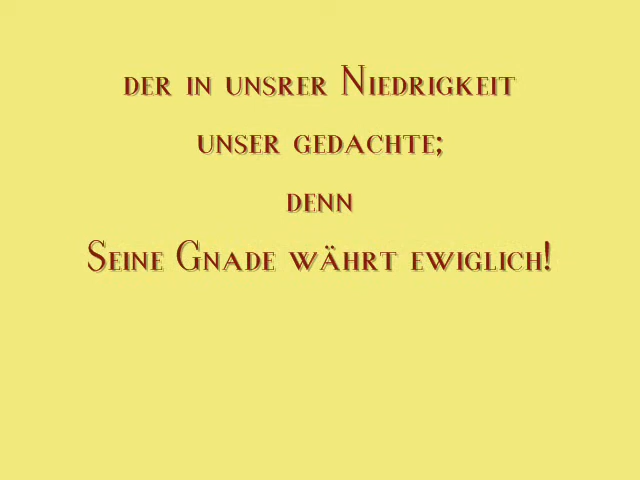 der in unsrer Niedrigkeit
unser gedachte;
denn
Seine Gnade währt ewiglich!